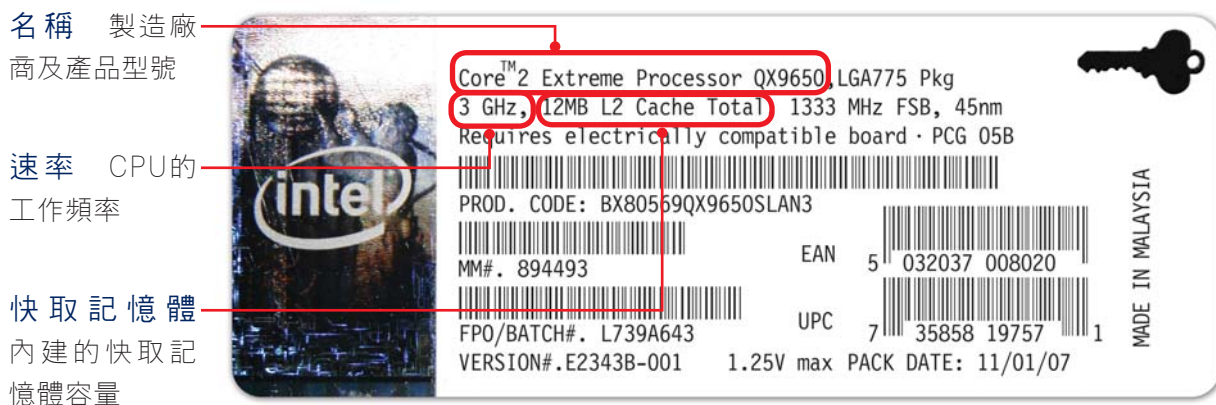 名稱 製造廠
商及產品型號
速率 CPU的
工作頻率
快取記憶體
內建的快取記
憶體容量
intel
Core™2 Extreme Processor QX9650,LGA775 Pkg
3 GHz, 12MB L2 Cache Total 1333 MHz FSB, 45nm
Requires electrically compatible board · PCG 05B
PROD. CODE: BX80569QX9650SLAN3
MM#. 894493
EAN
5 032037 008020
FPO/BATCH#. L739A643
UPC
7 35858 19757 1
VERSION#.E2343B-001 1.25V max PACK DATE: 11/01/07
MADE IN MALAYSIA